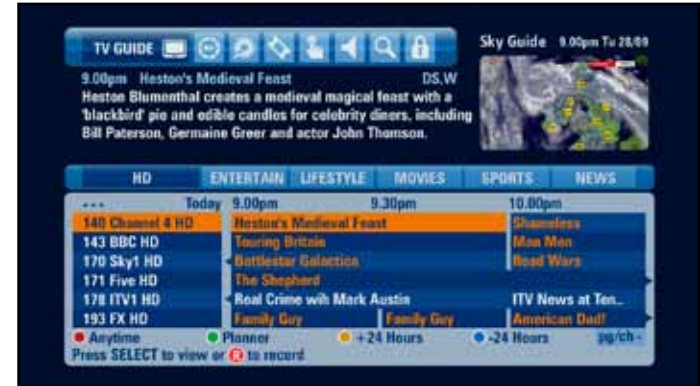 TV GUIDE
Sky Guide 9.00pm Tu 28/09
9.00pm Heston's Medieval Feast DS,W
Heston Blumenthal creates a medieval magical feast with a
'blackbird' pie and edible candles for celebrity diners, including
Bill Paterson, Germaine Greer and actor John Thomson.
HD ENTERTAIN LIFESTYLE MOVIES SPORTS NEWS
--- Today 9.00pm 9.30pm 10.00pm
140 Channel 4 HD Heston's Medieval Feast Shameless
143 BBC HD Touring Britain Mad Men
170 Sky1 HD Battlestar Galactica Road Wars
171 Five HD The Shephard
178 ITV1 HD Real Crime wih Mark Austin ITV News at Ten..
193 FX HD Family Guy Family Guy American Dad!
Anytime Planner +24 Hours -24 Hours pg/ch-
Press SELECT to view or R to record